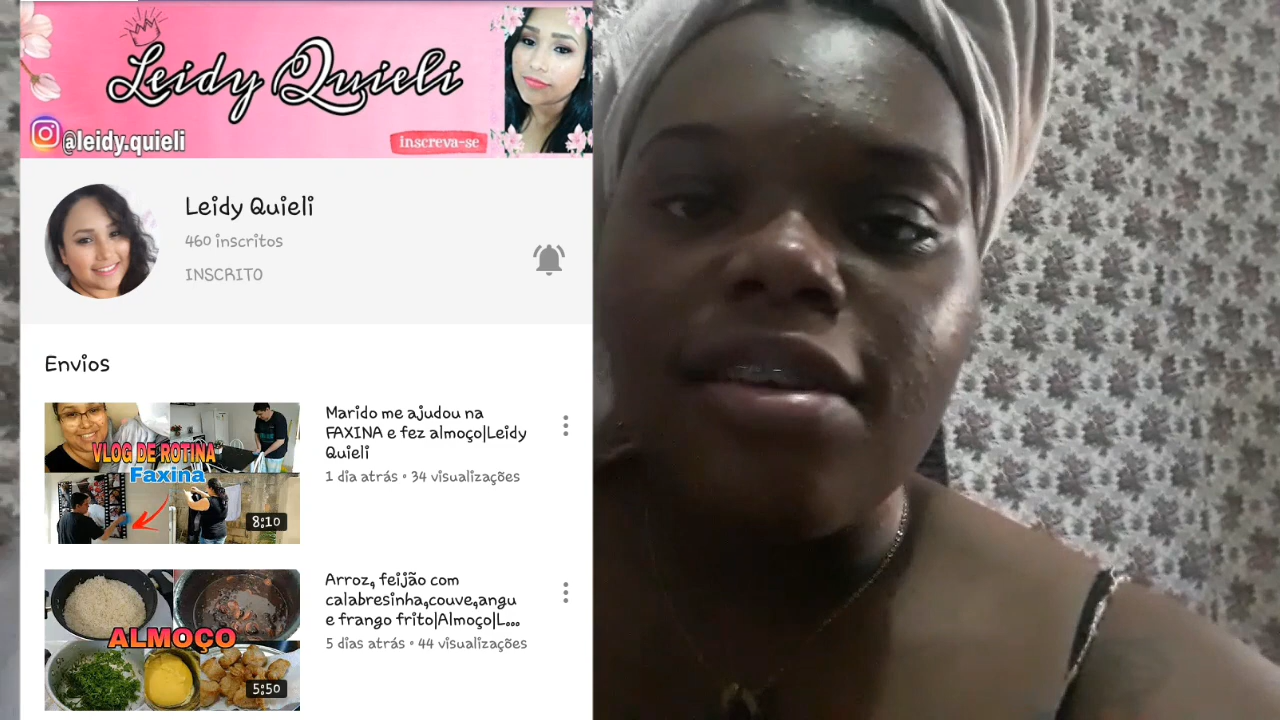 Leidy Quieli
@leidy.quieli
Inscreva-se
Leidy Quieli
460 inscritos
INSCRITO
Envios
VLOG DE ROTINA
Faxina
8:10
Marido me ajudou na
FAXINA e fez almoço|Leidy
Quieli
1 dia atrás • 34 visualizações
ALMOÇO
5:50
Arroz, feijão com
calabresinha,couve,angu
e frango frito|Almoço|L...
5 dias atrás • 44 visualizações